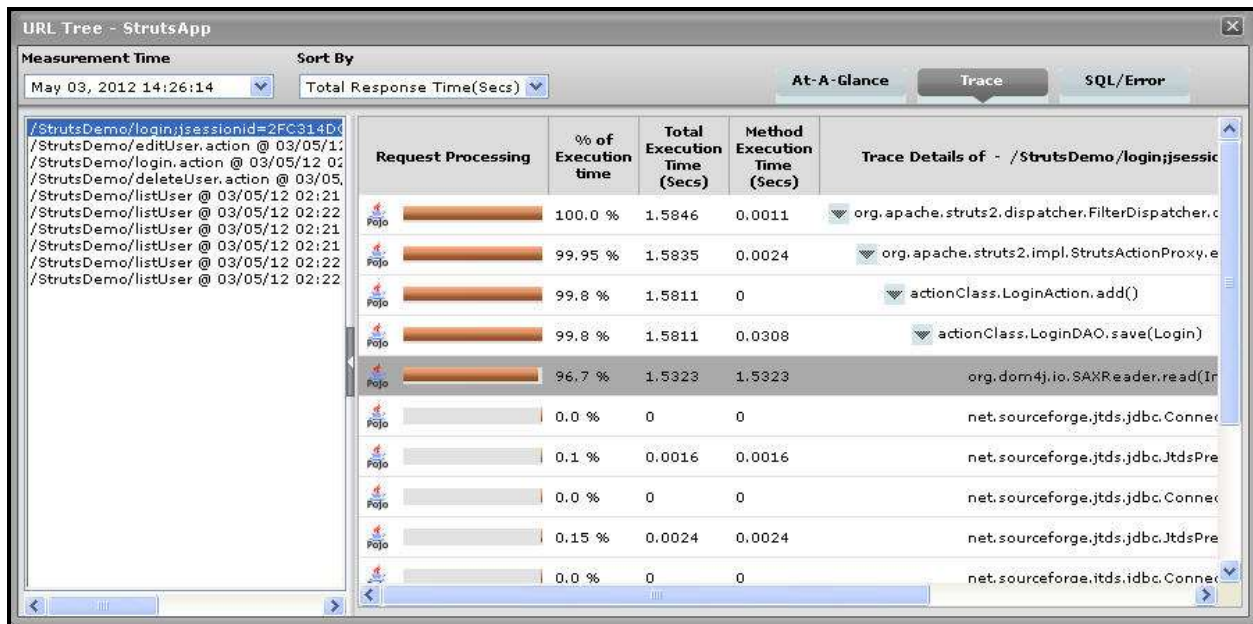 URL Tree - StrutsApp
Measurement Time
Sort By
May 03, 2012 14:26:14
Total Response Time(Secs)
At-A-Glance
Trace
SQL/Error
/StrutsDemo/login;jsessionid=2FC314D
/StrutsDemo/editUser.action @ 03/05/1
/StrutsDemo/login.action @ 03/05/12 02
/StrutsDemo/deleteUser.action @ 03/05,
/StrutsDemo/listUser @ 03/05/12 02:21
/StrutsDemo/listUser @ 03/05/12 02:22
/StrutsDemo/listUser @ 03/05/12 02:21
/StrutsDemo/listUser @ 03/05/12 02:21
/StrutsDemo/listUser @ 03/05/12 02:22
/StrutsDemo/listUser @ 03/05/12 02:22
Request Processing
% of Execution time
Total Execution Time (Secs)
Method Execution Time (Secs)
Trace Details of - /StrutsDemo/login;jsessic
Pojo 100.0 % 1.5846 0.0011 org.apache.struts2.dispatcher.FilterDispatcher.c
Pojo 99.95 % 1.5835 0.0024 org.apache.struts2.impl.StrutsActionProxy.e
Pojo 99.8 % 1.5811 0 actionClass.LoginAction.add()
Pojo 99.8 % 1.5811 0.0308 actionClass.LoginDAO.save(Login)
Pojo 96.7 % 1.5323 1.5323 org.dom4j.io.SAXReader.read(Ir
Pojo 0.0 % 0 0 net.sourceforge.jtds.jdbc.Connec
Pojo 0.1 % 0.0016 0.0016 net.sourceforge.jtds.jdbc.JtdsPre
Pojo 0.0 % 0 0 net.sourceforge.jtds.jdbc.Connec
Pojo 0.15 % 0.0024 0.0024 net.sourceforge.jtds.jdbc.JtdsPre
0.0 % 0 0 net.sourceforge.jtds.jdbc.Connec